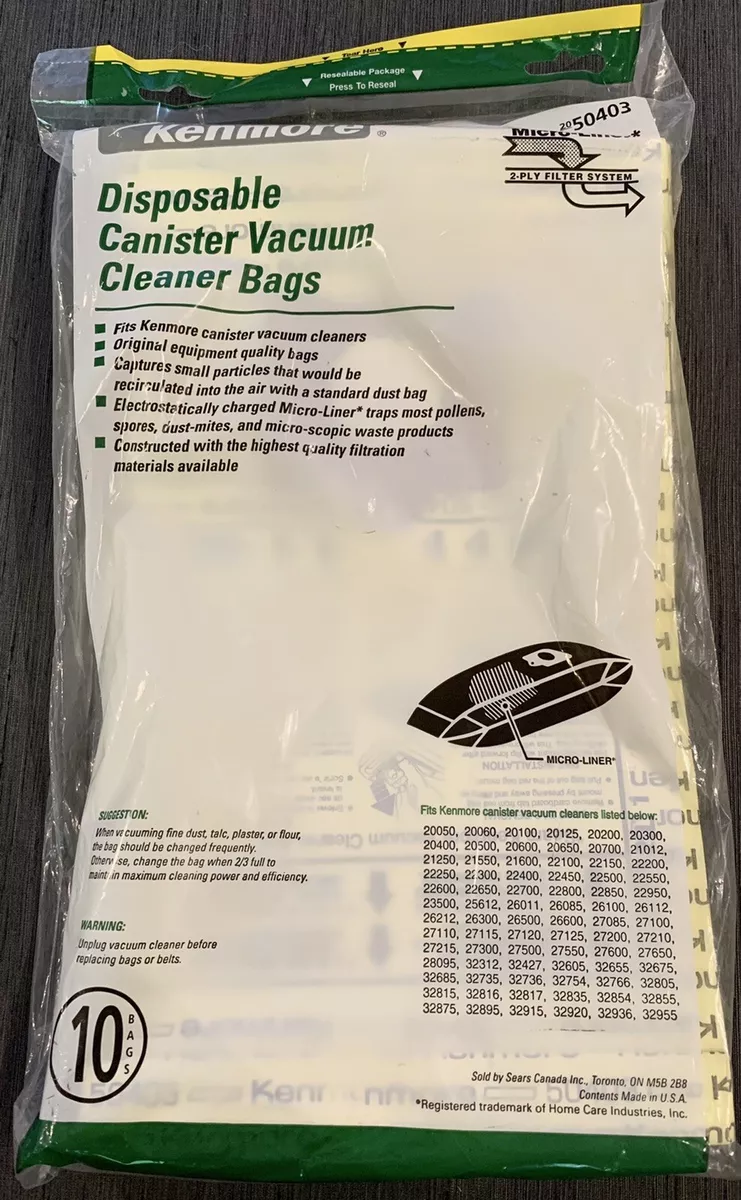 Tear Here
Resealable Package
Press To Reseal
Kenmore®
2050403
Micro-Liner*
2-PLY FILTER SYSTEM
Disposable
Canister Vacuum
Cleaner Bags
Fits Kenmore canister vacuum cleaners
Original equipment quality bags
Captures small particles that would be
recirculated into the air with a standard dust bag
Electrostatically charged Micro-Liner* traps most pollens,
spores, dust-mites, and micro-scopic waste products
Constructed with the highest quality filtration
materials available
MICRO-LINER*
SUGGESTION:
When vacuuming fine dust, talc, plaster, or flour,
the bag should be changed frequently.
Otherwise, change the bag when 2/3 full to
maintain maximum cleaning power and efficiency.
WARNING:
Unplug vacuum cleaner before
replacing bags or belts.
10 BAGS
Fits Kenmore canister vacuum cleaners listed below:
20050, 20060, 20100, 20125, 20200, 20300,
20400, 20500, 20600, 20650, 20700, 21012,
21250, 21550, 21600, 22100, 22150, 22200,
22250, 22300, 22400, 22450, 22500, 22550,
22600, 22650, 22700, 22800, 22850, 22950,
23500, 25612, 26011, 26085, 26100, 26112,
26212, 26300, 26500, 26600, 27085, 27100,
27110, 27115, 27120, 27125, 27200, 27210,
27215, 27300, 27500, 27550, 27600, 27650,
28095, 32312, 32427, 32605, 32655, 32675,
32685, 32735, 32736, 32754, 32766, 32805,
32815, 32816, 32817, 32835, 32854, 32855,
32875, 32895, 32915, 32920, 32936, 32955
Sold by Sears Canada Inc., Toronto, ON M5B 2B8
Contents Made in U.S.A.
*Registered trademark of Home Care Industries, Inc.